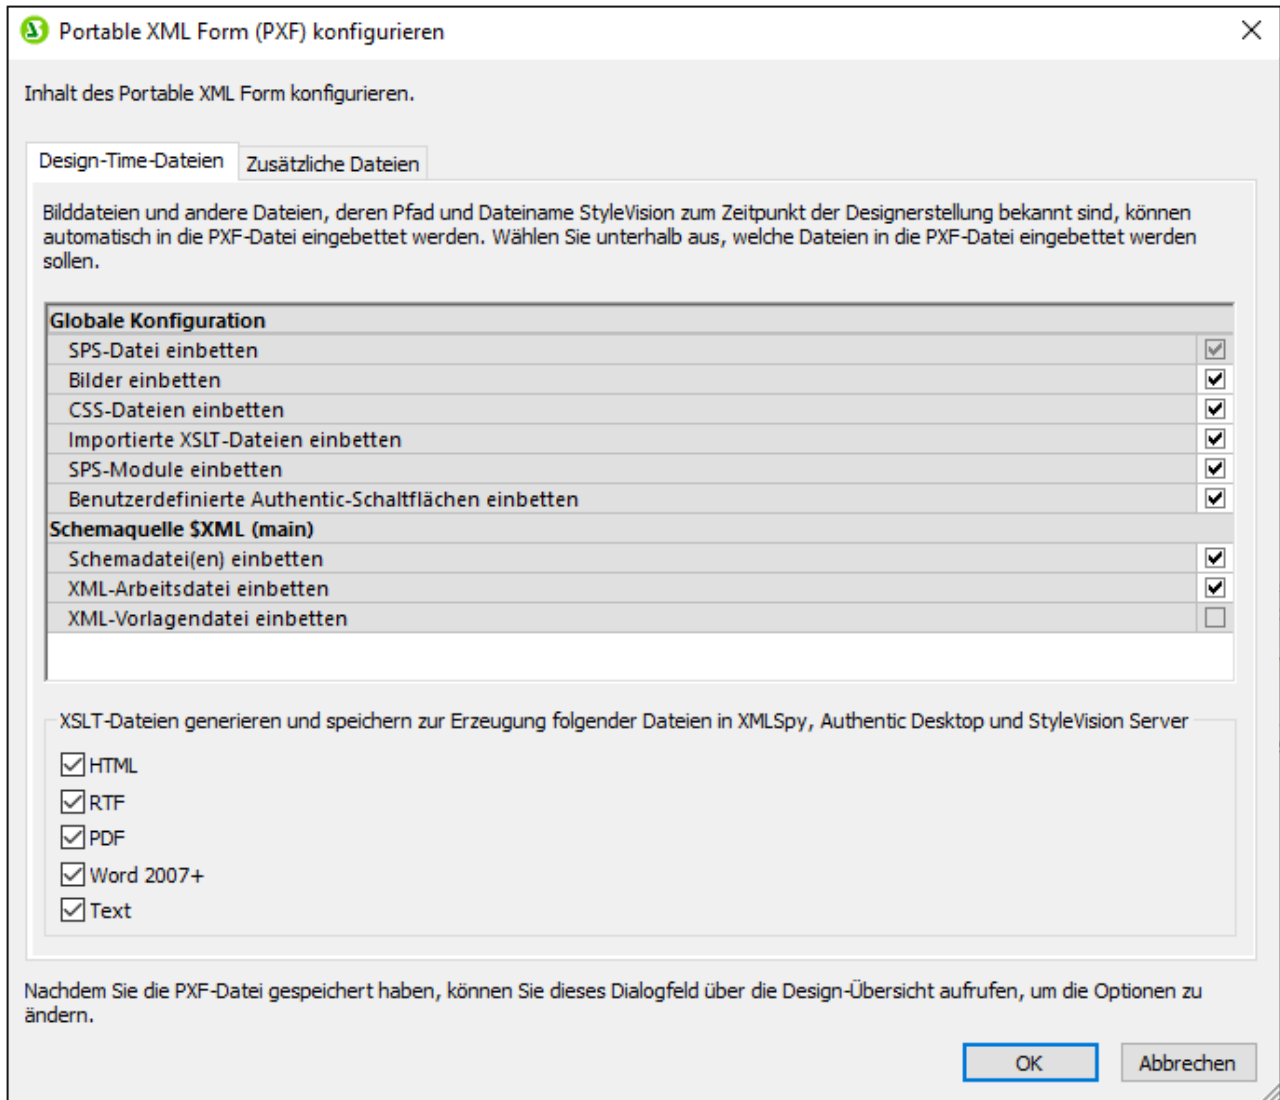 Portable XML Form (PXF) konfigurieren
Inhalt des Portable XML Form konfigurieren.
Design-Time-Dateien
Zusätzliche Dateien
Bilddateien und andere Dateien, deren Pfad und Dateiname StyleVision zum Zeitpunkt der Designerstellung bekannt sind, können
automatisch in die PXF-Datei eingebettet werden. Wählen Sie unterhalb aus, welche Dateien in die PXF-Datei eingebettet werden
sollen.
Globale Konfiguration
SPS-Datei einbetten
Bilder einbetten
CSS-Dateien einbetten
Importierte XSLT-Dateien einbetten
SPS-Module einbetten
Benutzerdefinierte Authentic-Schaltflächen einbetten
Schemaquelle $XML (main)
Schemadatei(en) einbetten
XML-Arbeitsdatei einbetten
XML-Vorlagendatei einbetten
XSLT-Dateien generieren und speichern zur Erzeugung folgender Dateien in XMLSpy, Authentic Desktop und StyleVision Server
HTML
RTF
PDF
Word 2007+
Text
Nachdem Sie die PXF-Datei gespeichert haben, können Sie dieses Dialogfeld über die Design-Übersicht aufrufen, um die Optionen zu
ändern.
OK
Abbrechen